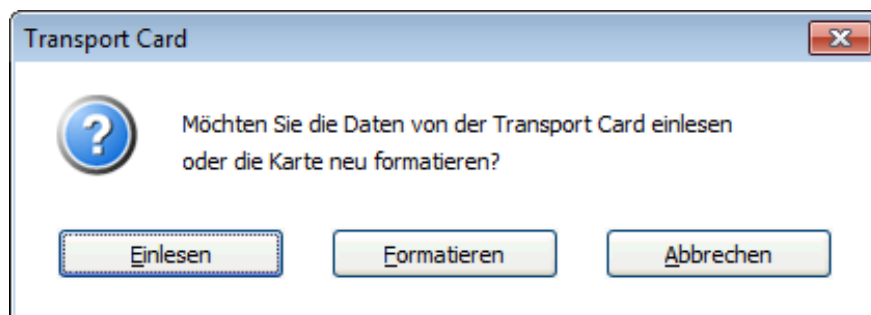 Transport Card
Möchten Sie die Daten von der Transport Card einlesen
oder die Karte neu formatieren?
Einlesen
Formatieren
Abbrechen